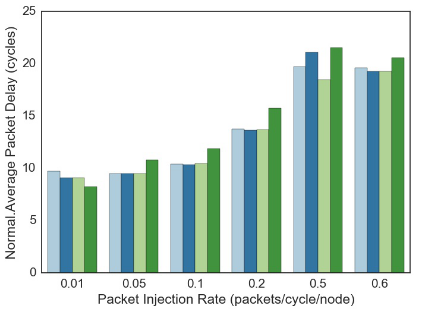 Normal.Average Packet Delay (cycles)
25
20
15
10
5
0
0.01 0.05 0.1 0.2 0.5 0.6
Packet Injection Rate (packets/cycle/node)